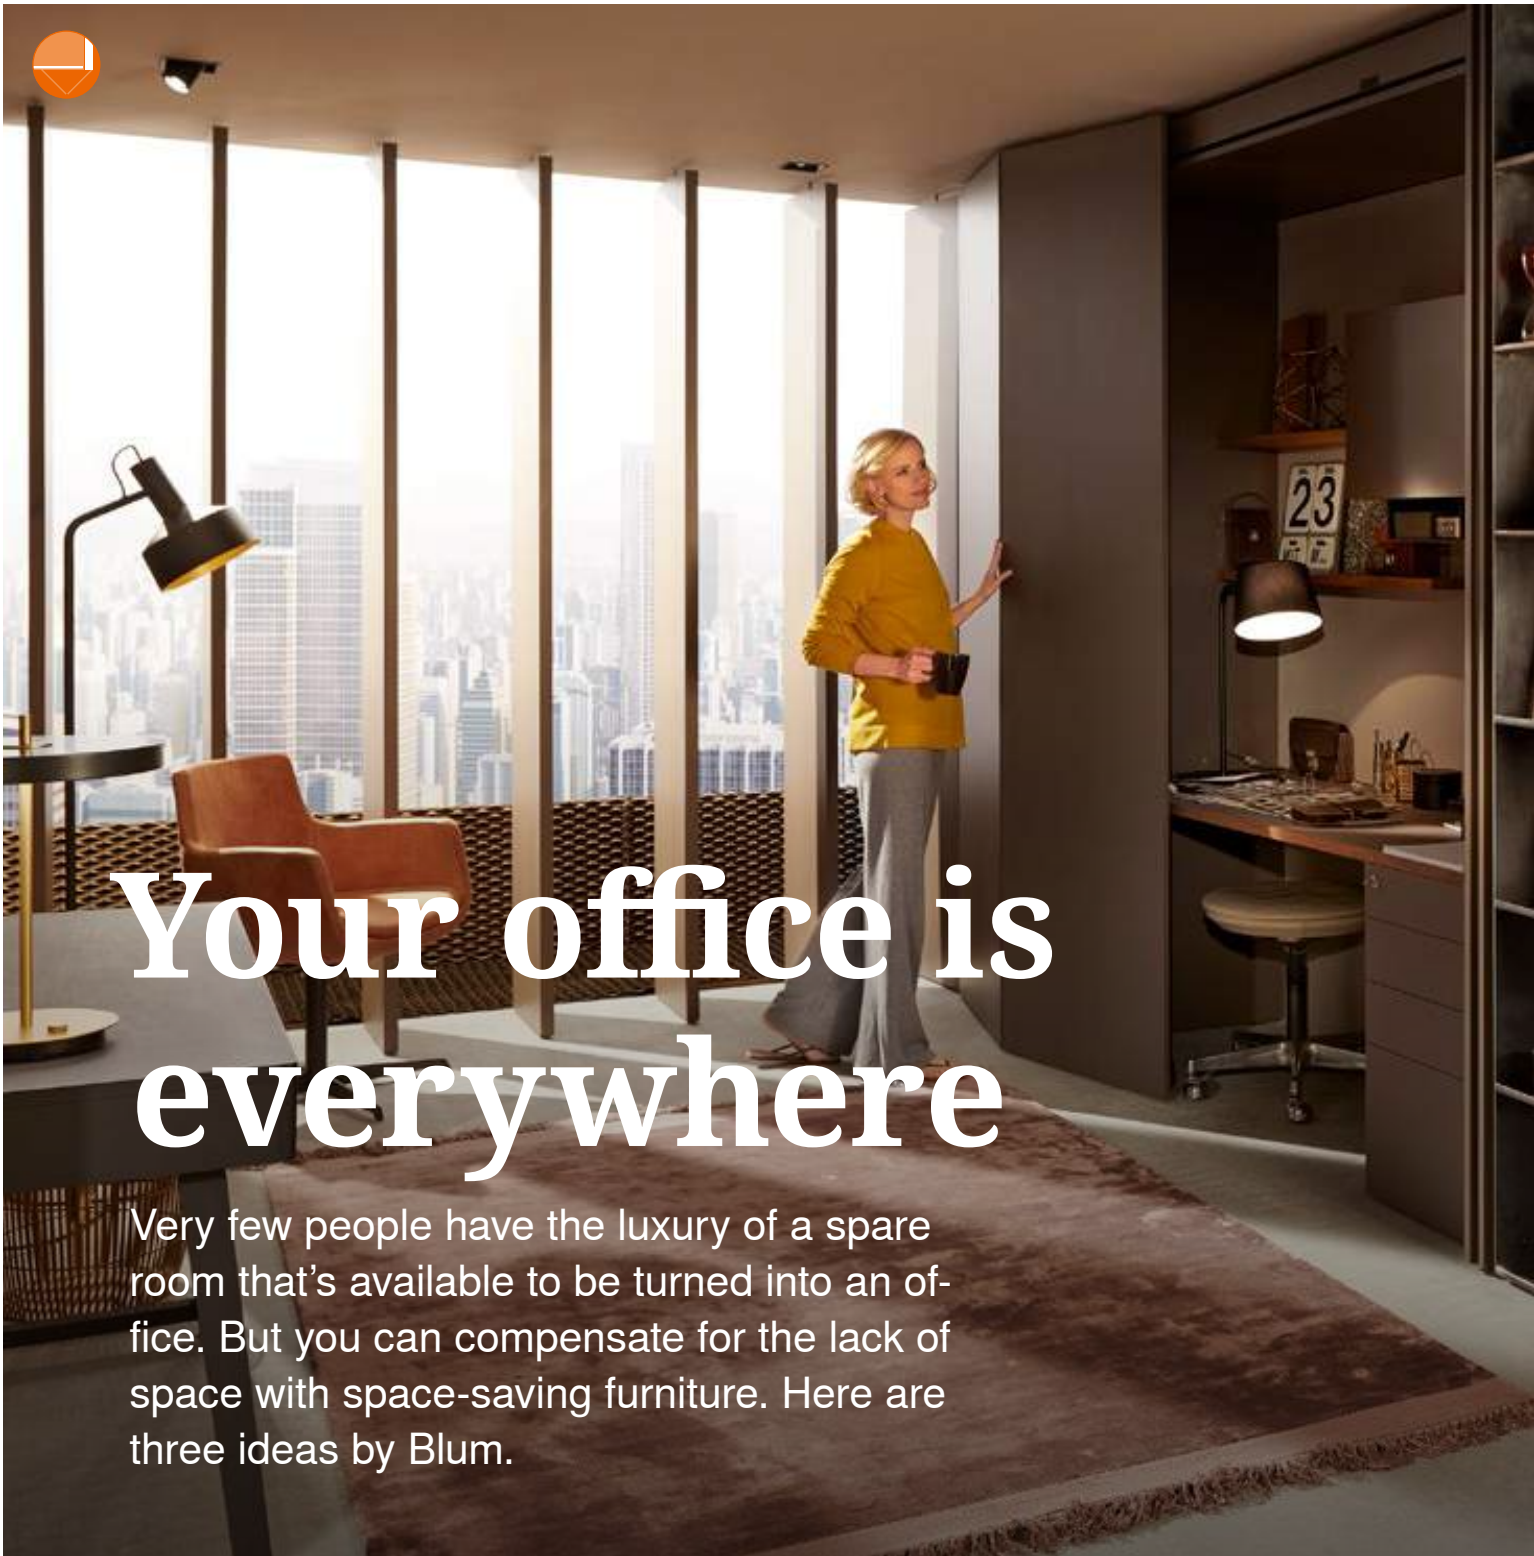 23
Your office is
everywhere
Very few people have the luxury of a spare
room that’s available to be turned into an of-
fice. But you can compensate for the lack of
space with space-saving furniture. Here are
three ideas by Blum.